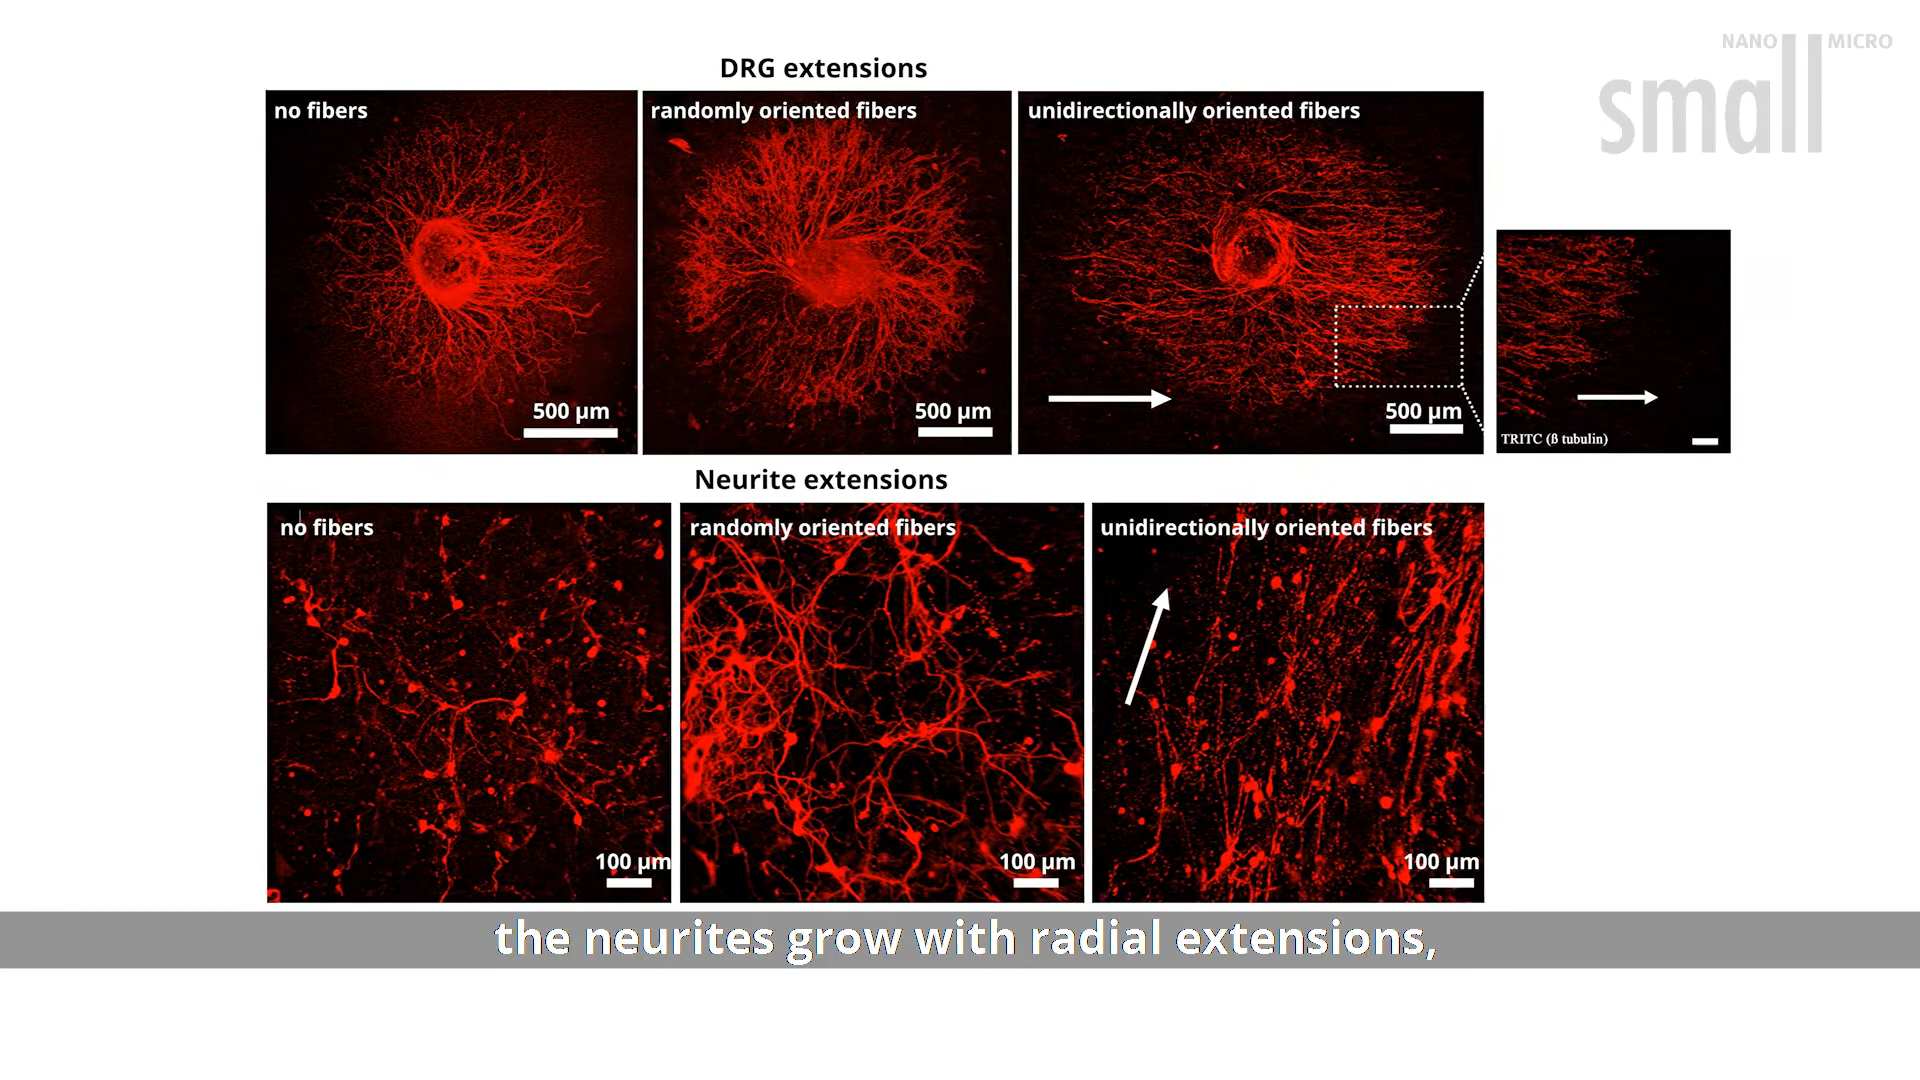 NANO MICRO
small
DRG extensions
no fibers
randomly oriented fibers
unidirectionally oriented fibers
500 µm
500 µm
500 µm
TRITC (ß tubulin)
Neurite extensions
no fibers
randomly oriented fibers
unidirectionally oriented fibers
100 µm
100 µm
100 µm
the neurites grow with radial extensions,